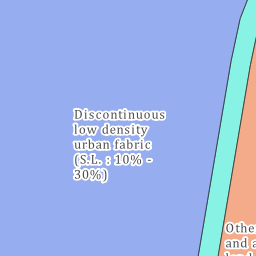 Discontinuous
low density
urban fabric
(S.L. : 10% -
30%)
Othe
and a